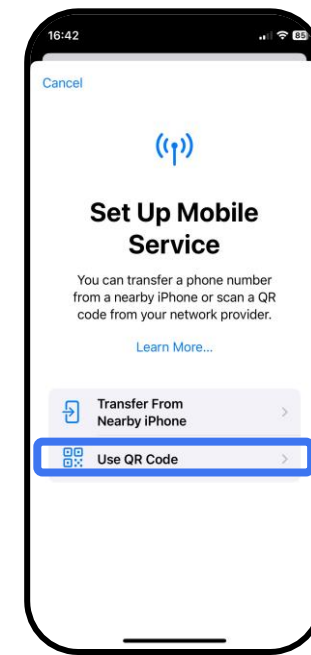 16:42
85
Cancel
Set Up Mobile
Service
You can transfer a phone number
from a nearby iPhone or scan a QR
code from your network provider.
Learn More...
Transfer From
Nearby iPhone
Use QR Code